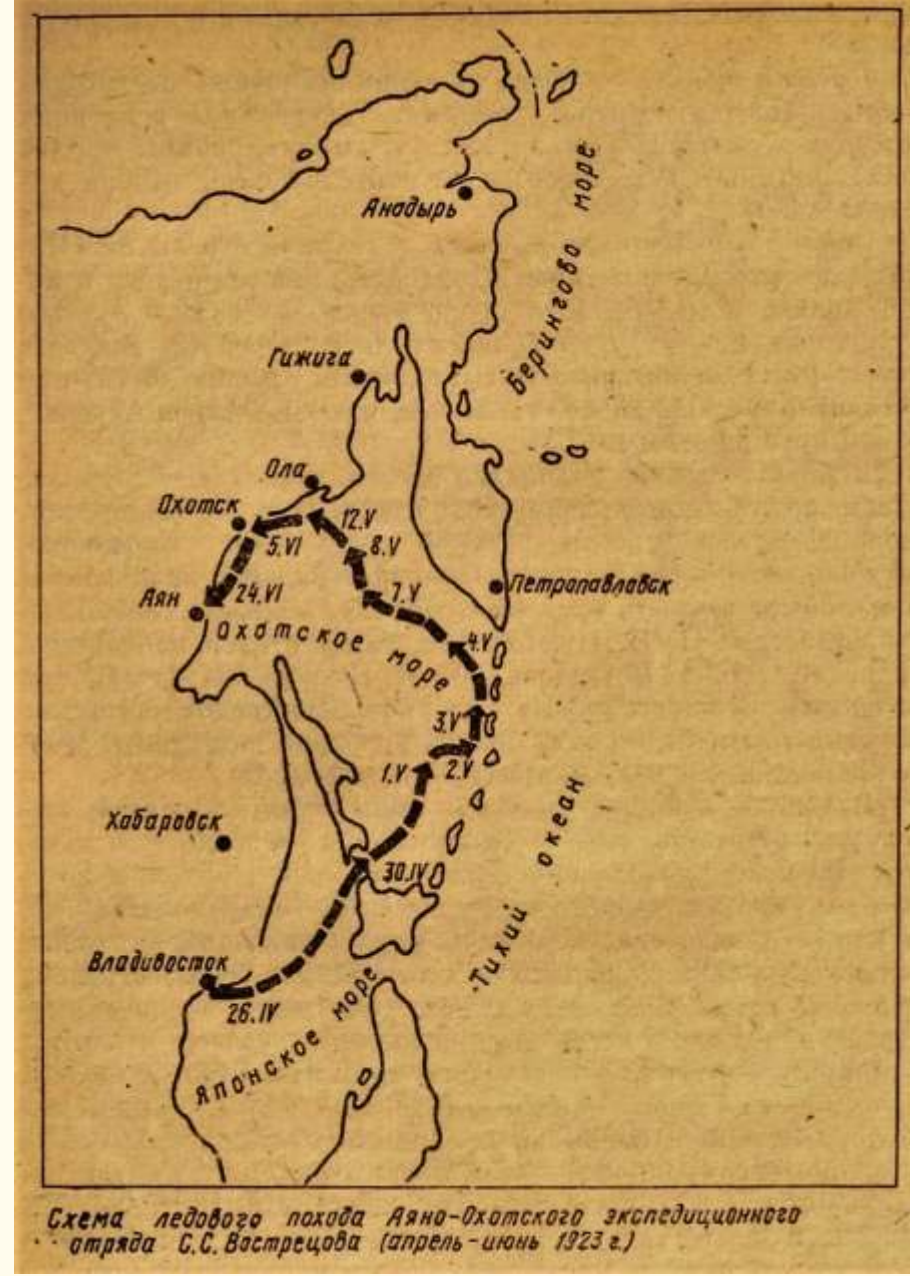 Анадырь
Берингово море
Гижига
Ола
Охотск
12.V
5.VI
8.V
Аян
24.VI
7.V
Петропавловск
Охотское море
4.V
3.V
1.V
2.V
Хабаровск
30.IV
Тихий океан
Владивосток
26.IV
Японское море
Схема ледового похода Аяно-Охотского экспедиционного
отряда С.С. Вострецова (апрель-июнь 1923 г.)